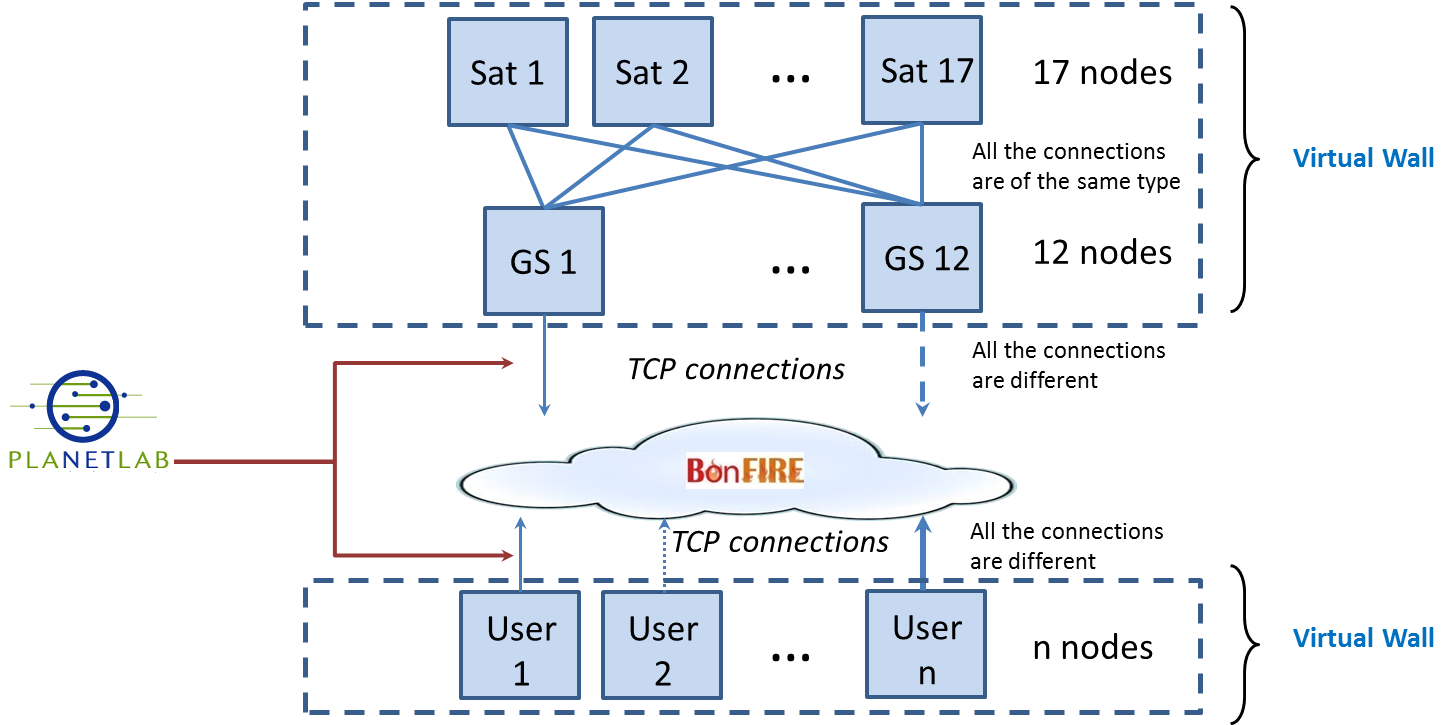 Sat 1
Sat 2
...
Sat 17
17 nodes
All the connections
are of the same type
Virtual Wall
GS 1
...
GS 12
12 nodes
TCP connections
All the connections
are different
PLANETLAB
BonFIRE
TCP connections
All the connections
are different
User
1
User
2
...
User
n
n nodes
Virtual Wall